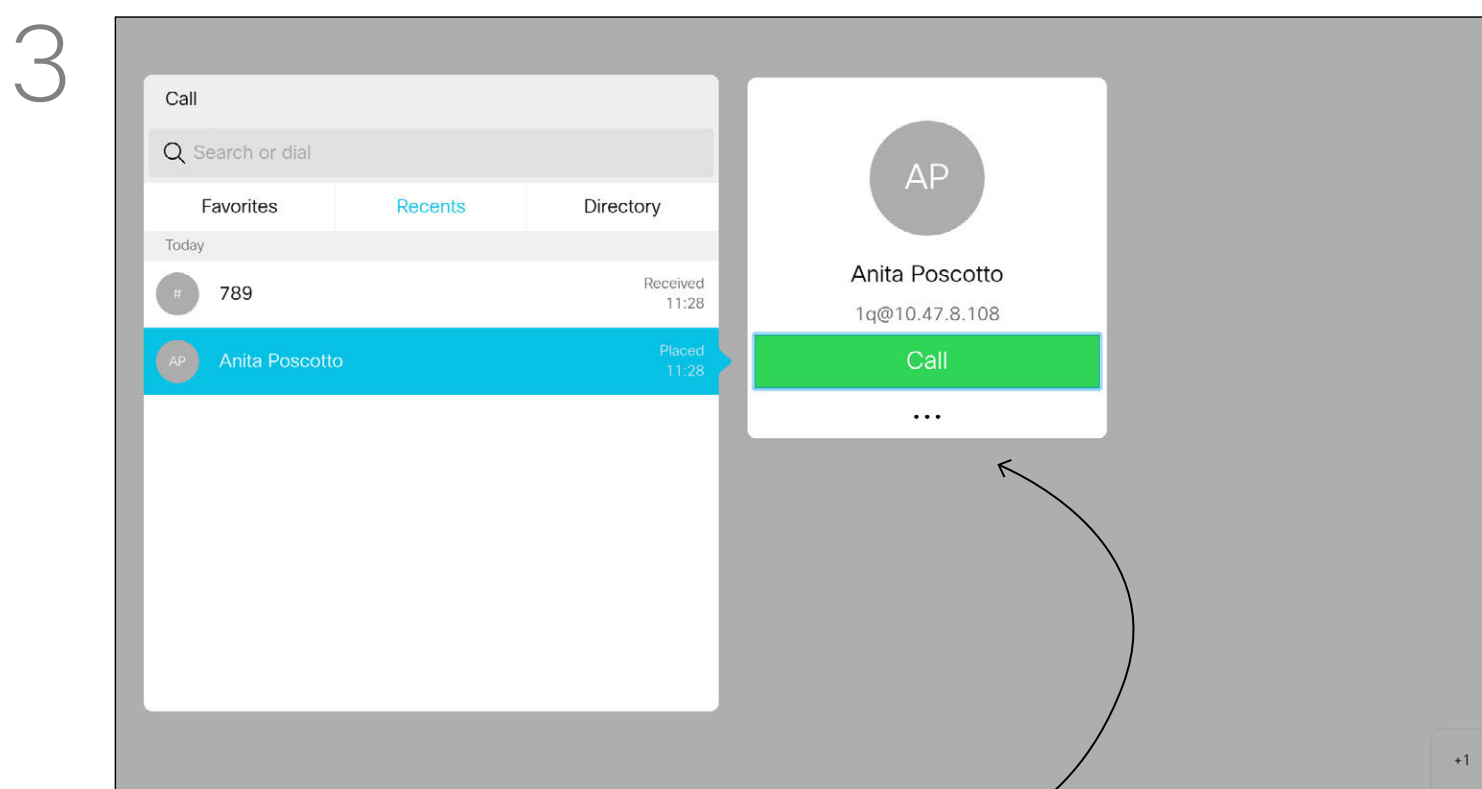 3
Call
Search or dial
Favorites Recents Directory
Today
# 789 Received
11:28
AP Anita Poscotto Placed
11:28
AP
Anita Poscotto
1q@10.47.8.108
Call
...
+1